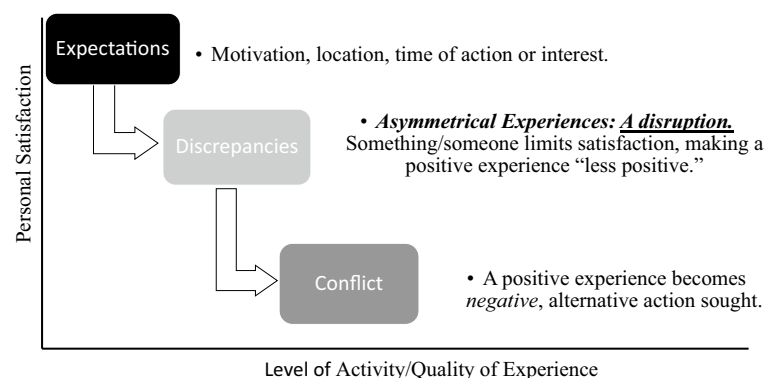 Expectations
• Motivation, location, time of action or interest.
Personal Satisfaction
• Asymmetrical Experiences: A disruption.
Discrepancies
Something/someone limits satisfaction, making a
positive experience “less positive.”
Conflict
• A positive experience becomes
negative, alternative action sought.
Level of Activity/Quality of Experience